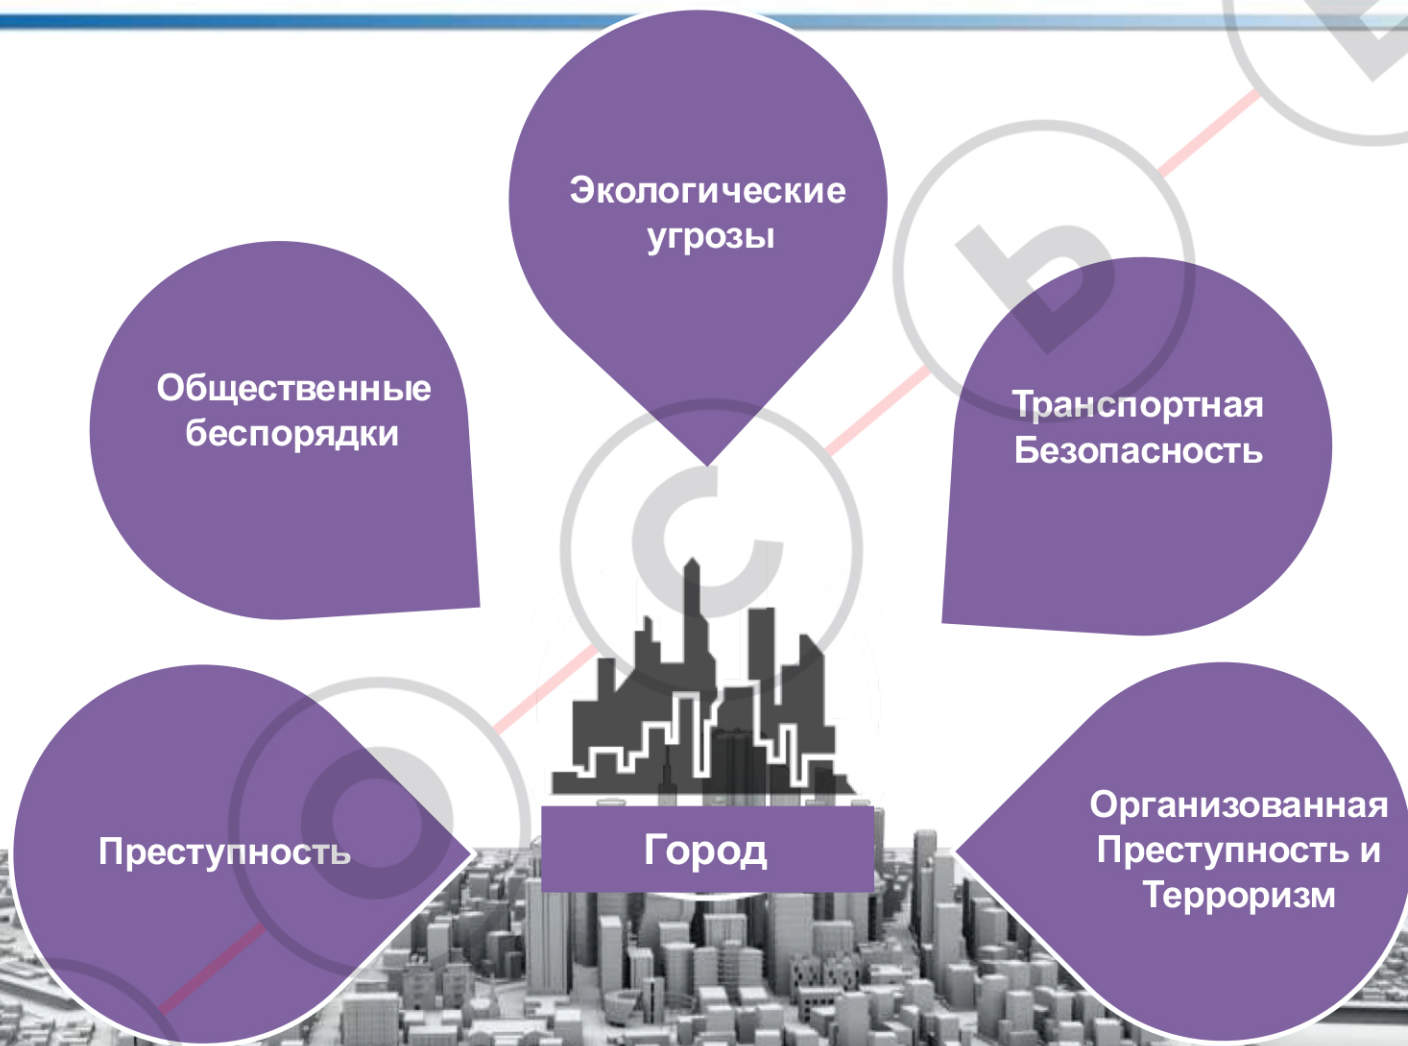 Экологические
угрозы
Общественные
беспорядки
Транспортная
Безопасность
Преступность
Город
Организованная
Преступность и
Терроризм